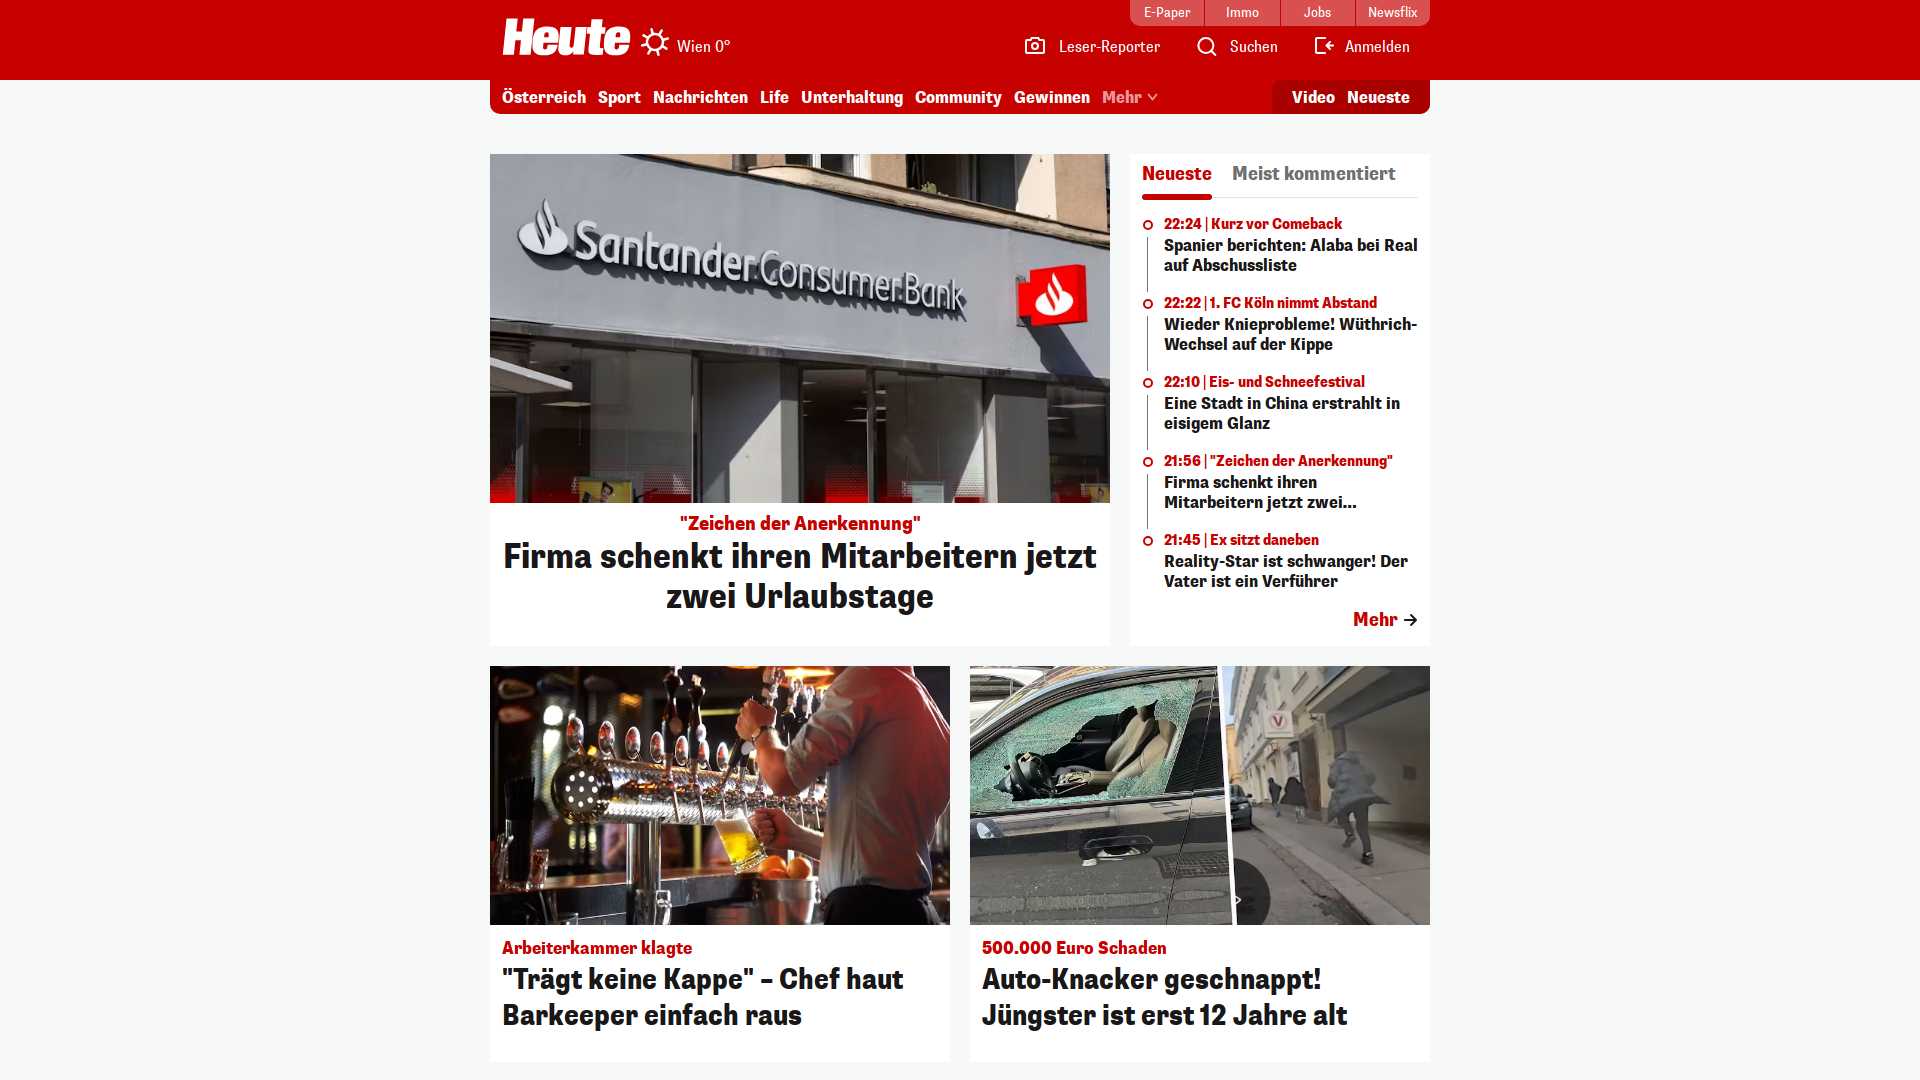 E-Paper
Immo
Jobs
Newsflix
Heute
Wien 0°
Leser-Reporter
Suchen
Anmelden
Österreich
Sport
Nachrichten
Life
Unterhaltung
Community
Gewinnen
Mehr
Video
Neueste
Santander Consumer Bank
"Zeichen der Anerkennung"
Firma schenkt ihren Mitarbeitern jetzt
zwei Urlaubstage
Neueste
Meist kommentiert
22:24 | Kurz vor Comeback
Spanier berichten: Alaba bei Real
auf Abschussliste
22:22 | 1. FC Köln nimmt Abstand
Wieder Knieprobleme! Wüthrich-
Wechsel auf der Kippe
22:10 | Eis- und Schneefestival
Eine Stadt in China erstrahlt in
eisigem Glanz
21:56 | "Zeichen der Anerkennung"
Firma schenkt ihren
Mitarbeitern jetzt zwei...
21:45 | Ex sitzt daneben
Reality-Star ist schwanger! Der
Vater ist ein Verführer
Mehr
Arbeiterkammer klagte
"Trägt keine Kappe" – Chef haut
Barkeeper einfach raus
500.000 Euro Schaden
Auto-Knacker geschnappt!
Jüngster ist erst 12 Jahre alt